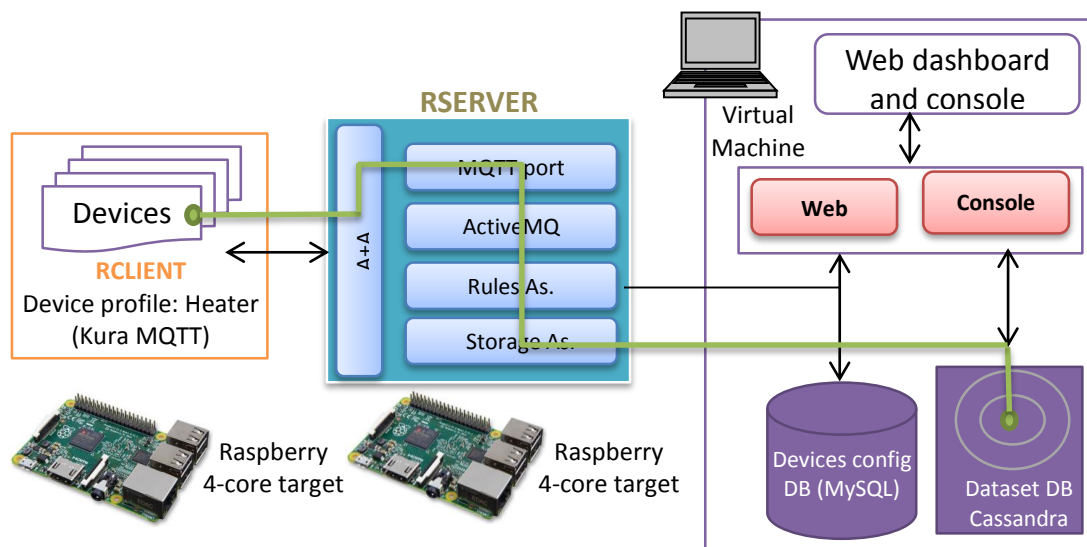 RSERVER
Devices
RCLIENT
Device profile: Heater
(Kura MQTT)
A+A
MQTT port
ActiveMQ
Rules As.
Storage As.
Raspberry
4-core target
Raspberry
4-core target
Virtual
Machine
Web dashboard
and console
Web
Console
Devices config
DB (MySQL)
Dataset DB
Cassandra